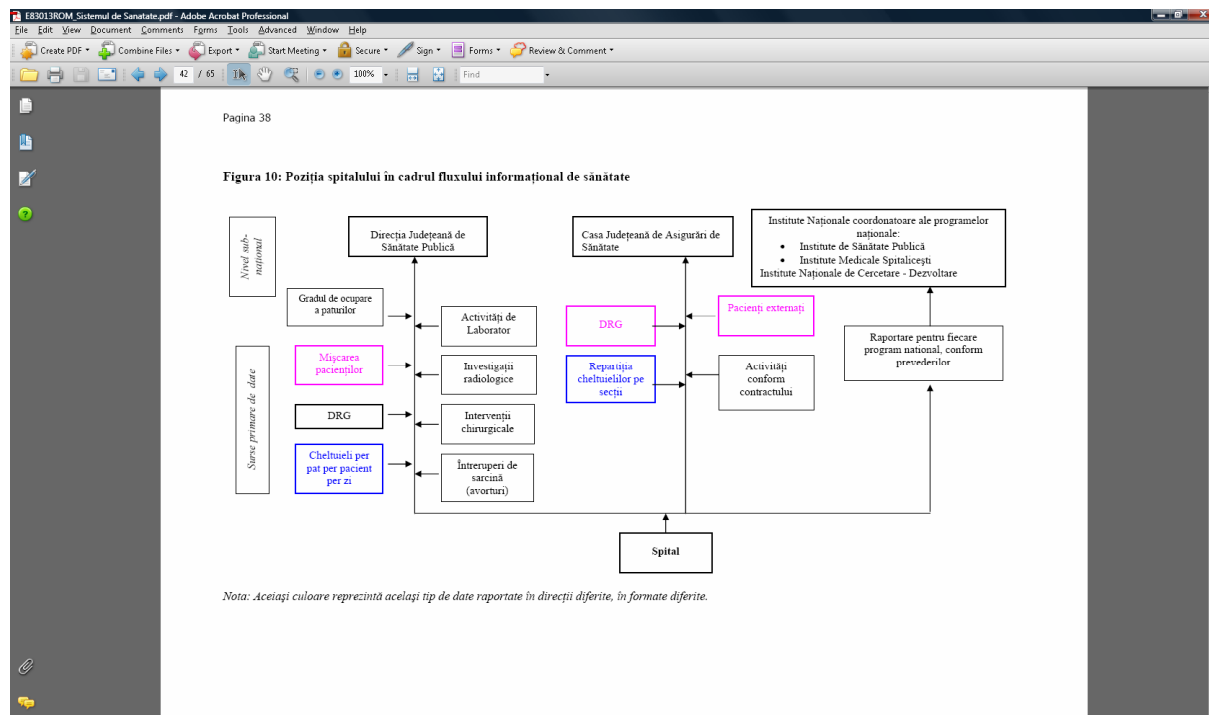 E83013ROM_Sistemul de Sanatate.pdf - Adobe Acrobat Professional
File Edit View Document Comments Forms Tools Advanced Window Help
Create PDF Combine Files Export Start Meeting Secure Sign Forms Review & Comment
42 / 65 100% Find
Pagina 38
Figura 10: Poziția spitalului în cadrul fluxului informațional de sănătate
Nivel sub-
național
Direcția Județeană de
Sănătate Publică
Casa Județeană de Asigurări de
Sănătate
Institute Naționale coordonatoare ale programelor
naționale:
• Institute de Sănătate Publică
• Institute Medicale Spitalicești
Institute Naționale de Cercetare - Dezvoltare
Surse primare de date
Gradul de ocupare
a paturilor
Activități de
Laborator
Mișcarea
pacienților
Investigații
radiologice
DRG
Intervenții
chirurgicale
Cheltuieli per
pat per pacient
per zi
Întreruperi de
sarcină
(avorturi)
DRG
Pacienți externați
Repartiția
cheltuielilor pe
secții
Activități
conform
contractului
Raportare pentru fiecare
program national, conform
prevederilor
Spital
Nota: Aceiași culoare reprezintă același tip de date raportate în direcții diferite, în formate diferite.